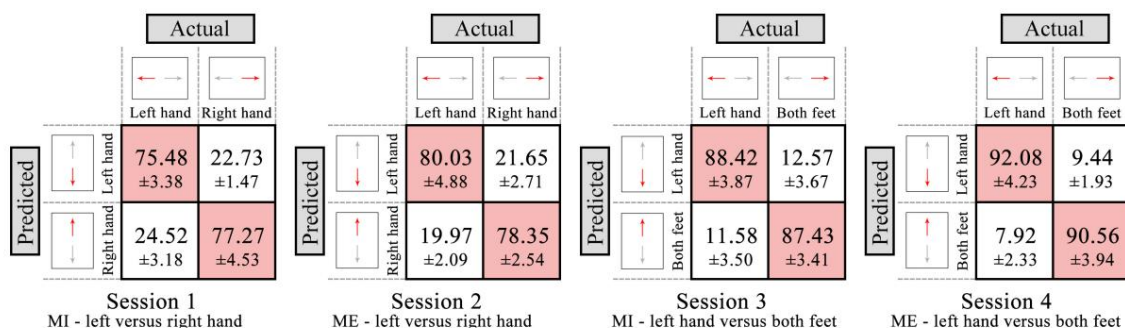 Actual
Left hand Right hand
Predicted
Left hand
Right hand
75.48 22.73
±3.38 ±1.47
24.52 77.27
±3.18 ±4.53
Session 1
MI - left versus right hand
Actual
Left hand Right hand
Predicted
Left hand
Right hand
80.03 21.65
±4.88 ±2.71
19.97 78.35
±2.09 ±2.54
Session 2
ME - left versus right hand
Actual
Left hand Both feet
Predicted
Left hand
Both feet
88.42 12.57
±3.87 ±3.67
11.58 87.43
±3.50 ±3.41
Session 3
MI - left hand versus both feet
Actual
Left hand Both feet
Predicted
Left hand
Both feet
92.08 9.44
±4.23 ±1.93
7.92 90.56
±2.33 ±3.94
Session 4
ME - left hand versus both feet